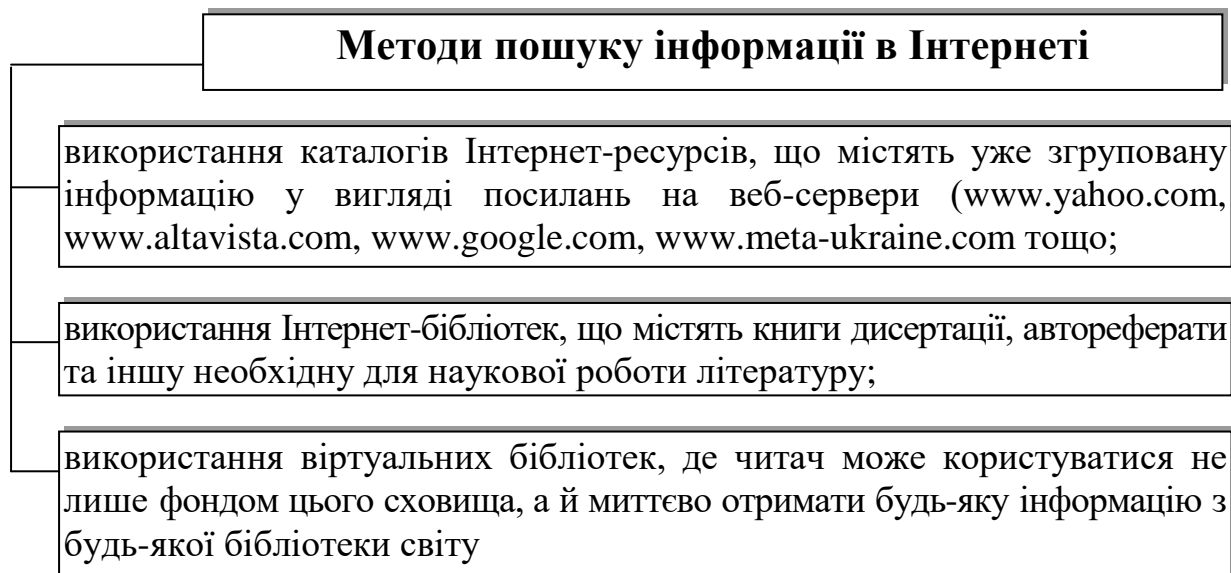 Методи пошуку інформації в Інтернеті
використання каталогів Інтернет-ресурсів, що містять уже згруповану
інформацію у вигляді посилань на веб-сервери (www.yahoo.com,
www.altavista.com, www.google.com, www.meta-ukraine.com тощо;
використання Інтернет-бібліотек, що містять книги дисертації, автореферати
та іншу необхідну для наукової роботи літературу;
використання віртуальних бібліотек, де читач може користуватися не
лише фондом цього сховища, а й миттєво отримати будь-яку інформацію з
будь-якої бібліотеки світу